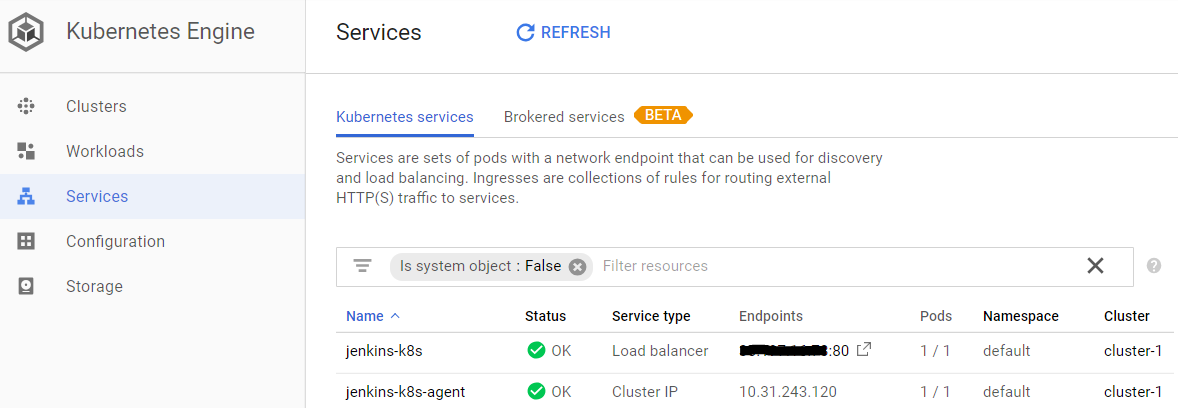 Kubernetes Engine
Services
REFRESH
Clusters
Workloads
Services
Configuration
Storage
Kubernetes services
Brokered services
BETA
Services are sets of pods with a network endpoint that can be used for discovery
and load balancing. Ingresses are collections of rules for routing external
HTTP(S) traffic to services.
Is system object : False
Filter resources
Name Status Service type Endpoints Pods Namespace Cluster
jenkins-k8s OK Load balancer :80 1 / 1 default cluster-1
jenkins-k8s-agent OK Cluster IP 10.31.243.120 1 / 1 default cluster-1